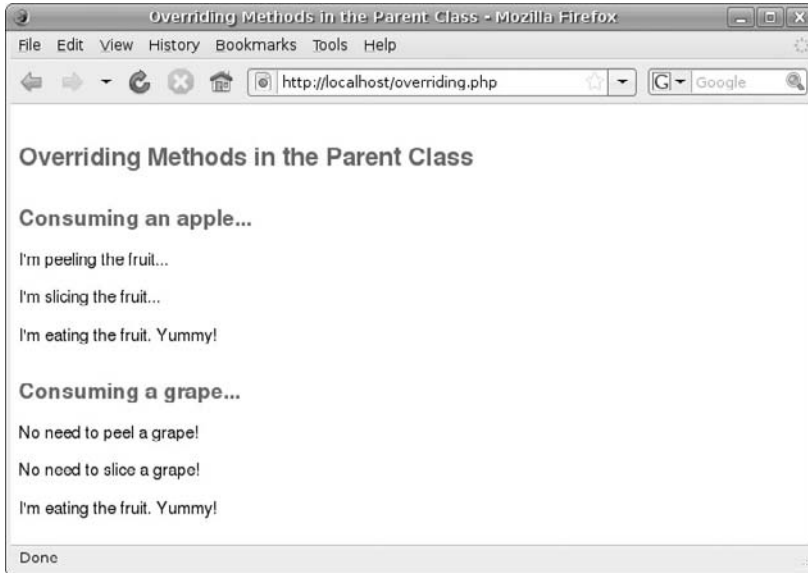 Overriding Methods in the Parent Class - Mozilla Firefox
File Edit View History Bookmarks Tools Help
http://localhost/overriding.php
G Google
Overriding Methods in the Parent Class
Consuming an apple...
I'm peeling the fruit...
I'm slicing the fruit...
I'm eating the fruit. Yummy!
Consuming a grape...
No need to peel a grape!
No need to slice a grape!
I'm eating the fruit. Yummy!
Done